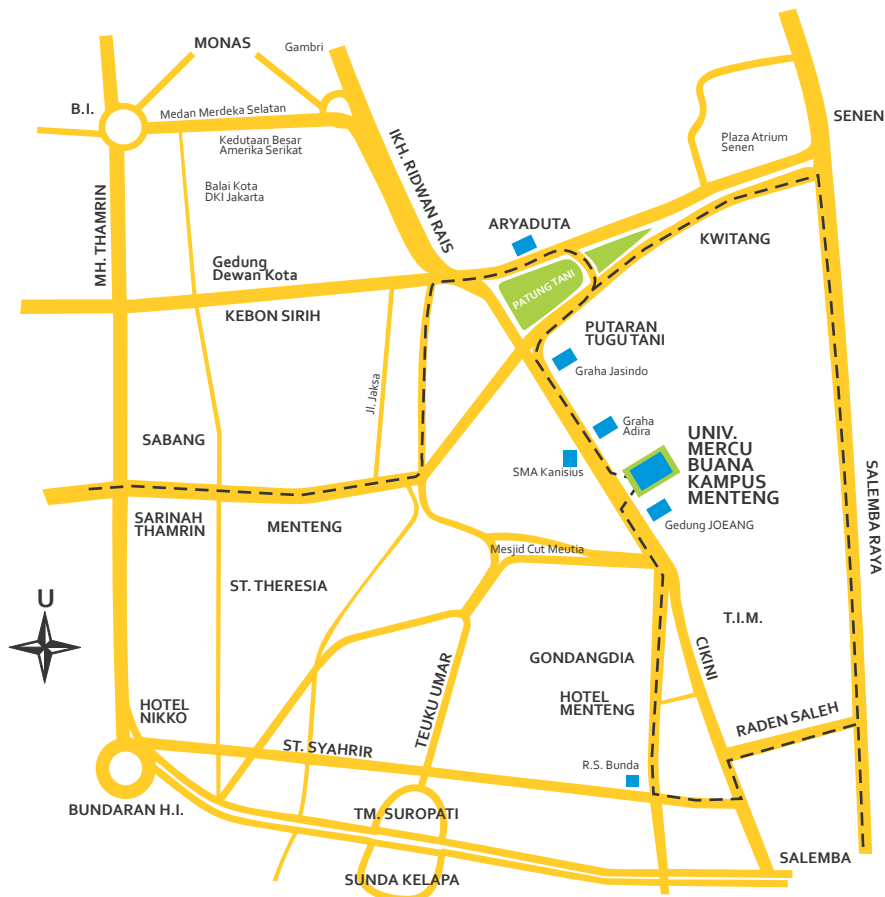 MONAS
Gambri
B.I.
Medan Merdeka Selatan
SENEN
Kedutaan Besar
Amerika Serikat
Plaza Atrium
Senen
IKH. RIDWAN RAIS
Balai Kota
DKI Jakarta
MH. THAMRIN
ARYADUTA
KWITANG
Gedung
Dewan Kota
PATUNG TANI
KEBON SIRIH
PUTARAN
TUGU TANI
Graha Jasindo
Jl. Jaksa
Graha
Adira
UNIV.
MERCU
BUANA
KAMPUS
MENTENG
SABANG
SMA Kanisius
SALEMBA RAYA
SARINAH
THAMRIN
MENTENG
Gedung JOEANG
Mesjid Cut Meutia
ST. THERESIA
U
T.I.M.
CIKINI
GONDANGDIA
TEUKU UMAR
HOTEL
MENTENG
HOTEL
NIKKO
RADEN SALEH
ST. SYAHRIR
R.S. Bunda
BUNDARAN H.I.
TM. SUROPATI
SALEMBA
SUNDA KELAPA